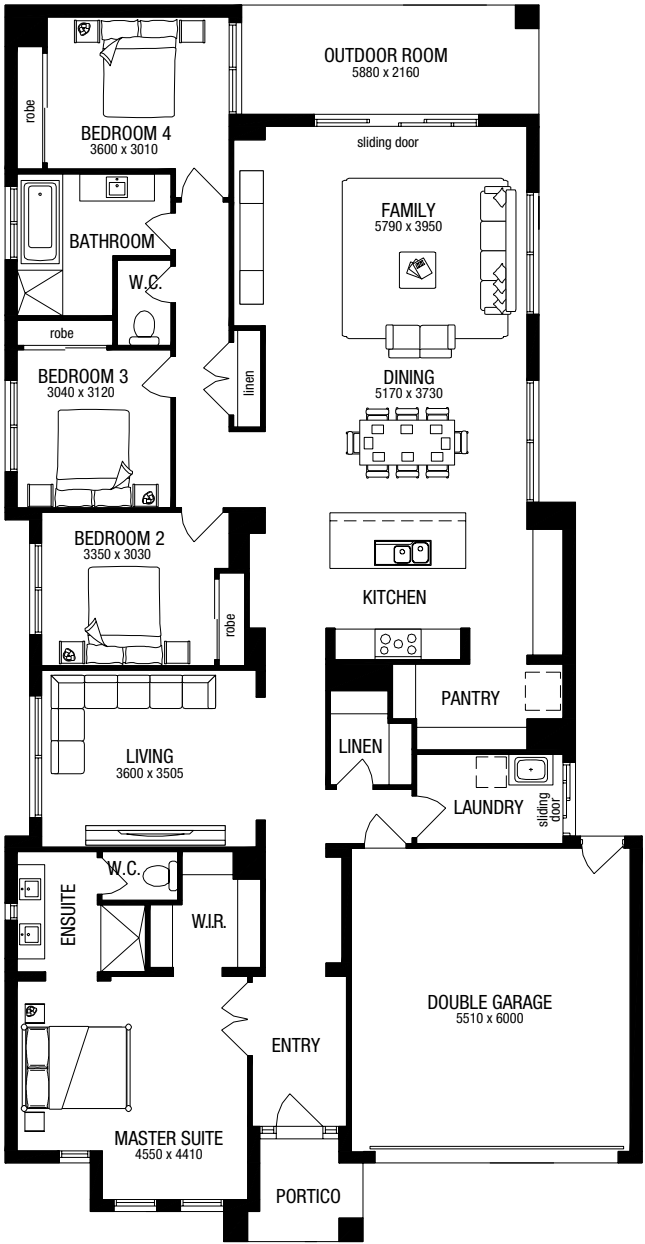 OUTDOOR ROOM
5880 x 2160
robe
BEDROOM 4
3600 x 3010
sliding door
FAMILY
5790 x 3950
BATHROOM
W.C.
robe
BEDROOM 3
3040 x 3120
linen
DINING
5170 x 3730
BEDROOM 2
3350 x 3030
robe
KITCHEN
PANTRY
LIVING
3600 x 3505
LINEN
LAUNDRY
sliding
door
W.C.
ENSUITE
W.I.R.
DOUBLE GARAGE
5510 x 6000
ENTRY
MASTER SUITE
4550 x 4410
PORTICO